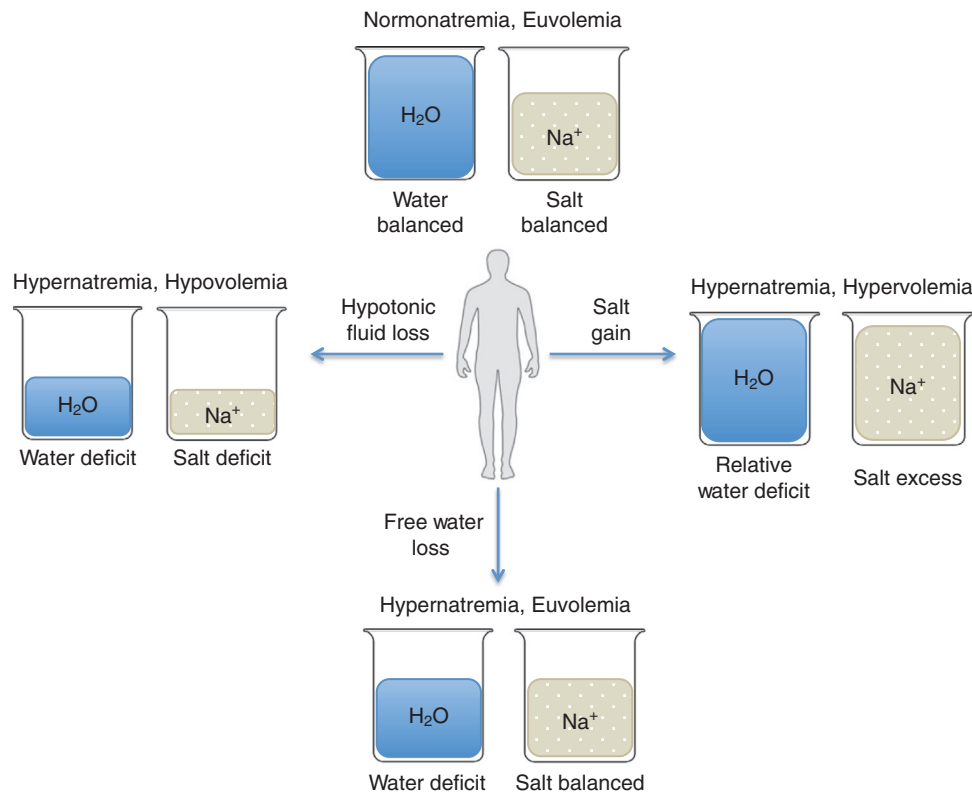 Normonatremia, Euvolemia
H₂O
Na⁺
Water
balanced
Salt
balanced
Hypernatremia, Hypovolemia
H₂O
Na⁺
Water deficit
Salt deficit
Hypotonic
fluid loss
Salt
gain
Hypernatremia, Hypervolemia
H₂O
Na⁺
Relative
water deficit
Salt excess
Free water
loss
Hypernatremia, Euvolemia
H₂O
Na⁺
Water deficit
Salt balanced